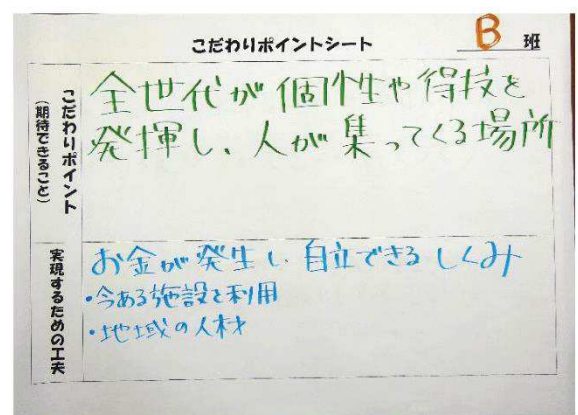 こだわりポイントシート
B 班
こだわりポイント
(期待できること)
全世代が個性や得技を
発揮し、人が集ってくる場所
実現するための工夫
お金が発生し、自立できるしくみ
・今ある施設を利用
・地域の人材